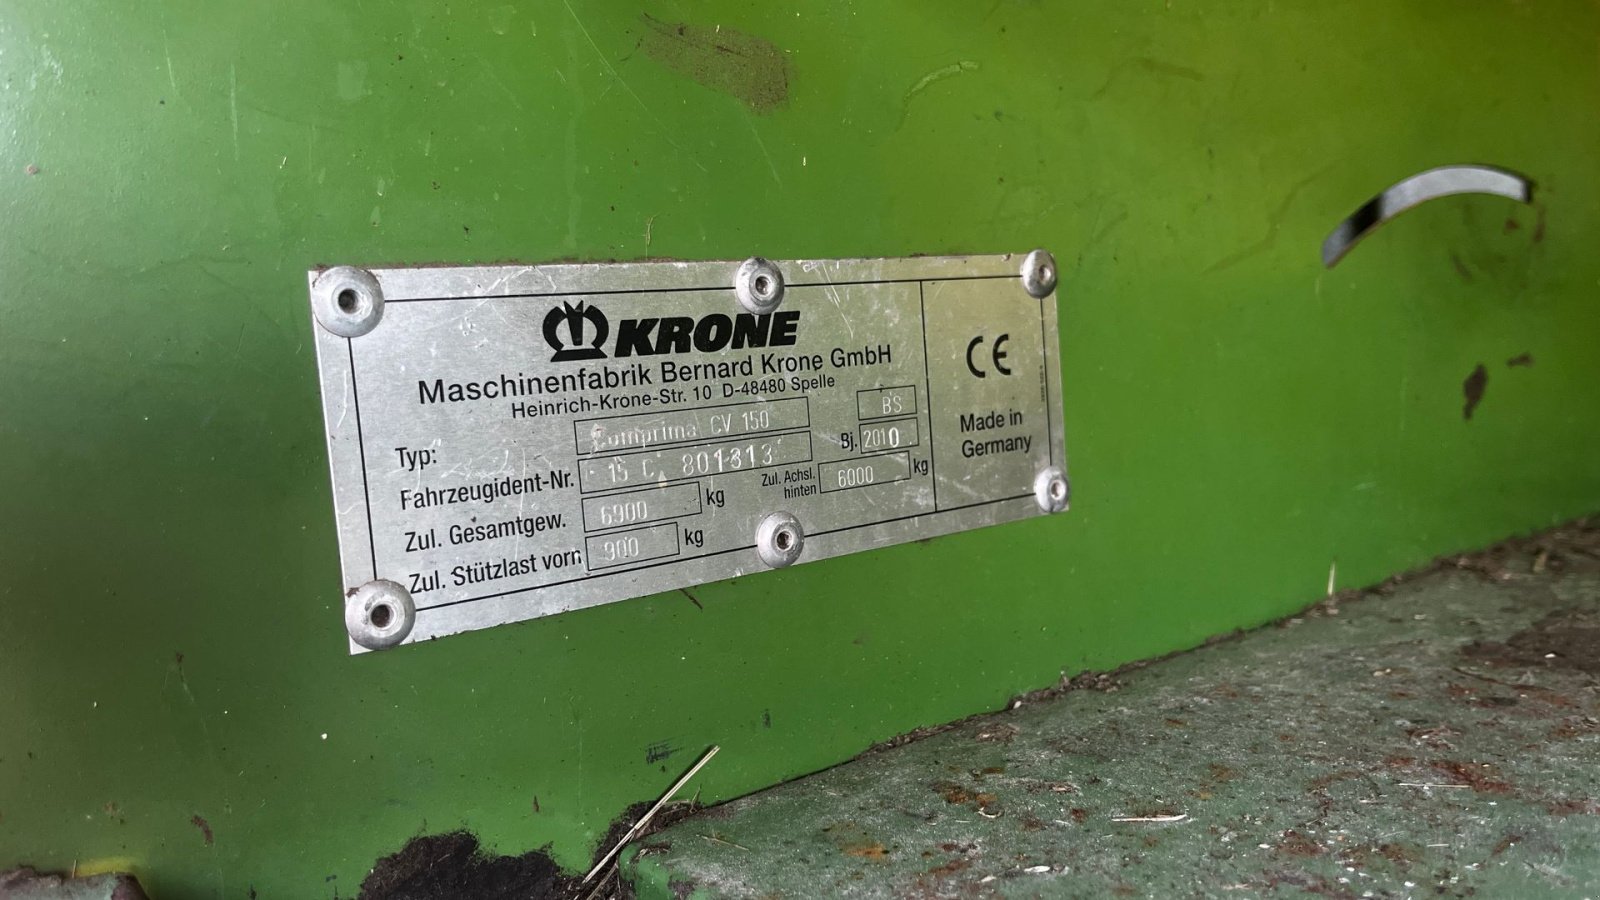 KRONE
Maschinenfabrik Bernard Krone GmbH
Heinrich-Krone-Str. 10 D-48480 Spelle
Typ: Comprima CV 150 BS
Fahrzeugident-Nr. 15 C 801313 Bj. 2010
Zul. Gesamtgew. 6900 kg Zul. Achsl. hinten 6000 kg
Zul. Stützlast vorn 900 kg
CE
Made in
Germany